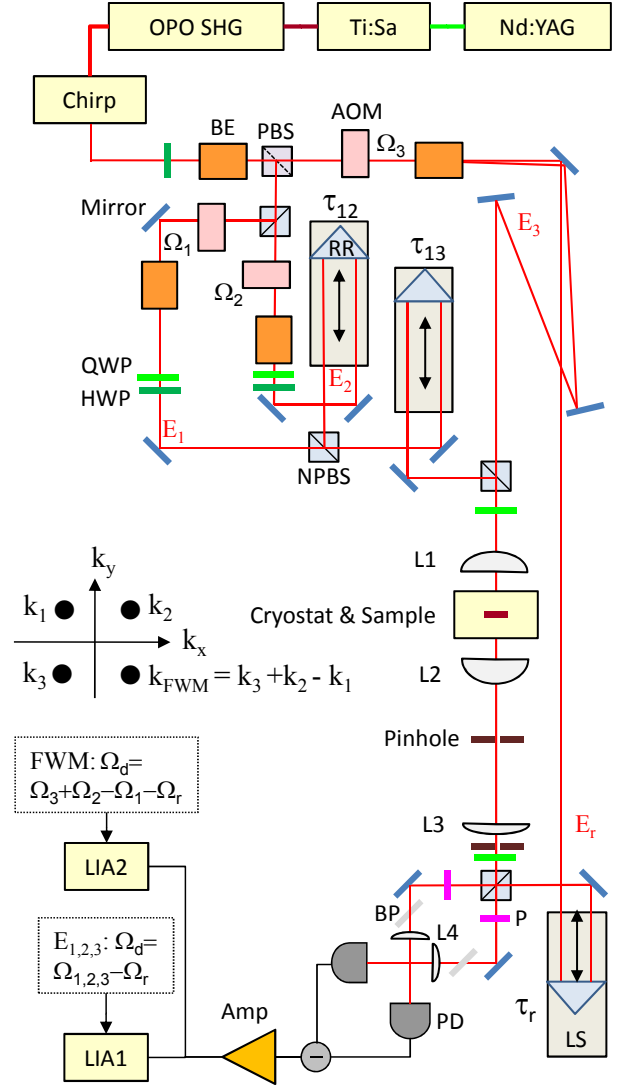 OPO SHG
Ti:Sa
Nd:YAG
Chirp
BE
PBS
AOM
Ω3
Mirror
τ12
E3
RR
τ13
Ω1
Ω2
QWP
HWP
E2
E1
NPBS
L1
ky
k1
k2
Cryostat & Sample
kx
k3
kFWM = k3 +k2 - k1
L2
Pinhole
FWM: Ωd=
Ω3+Ω2−Ω1−Ωr
L3
Er
LIA2
BP
P
L4
E1,2,3: Ωd=
Ω1,2,3−Ωr
Amp
PD
τr
LS
−
LIA1